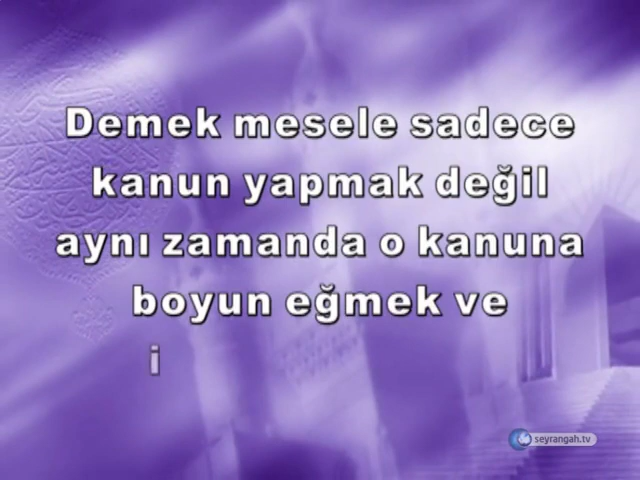 Demek mesele sadece
kanun yapmak değil
aynı zamanda o kanuna
boyun eğmek ve
i
seyrangah.tv